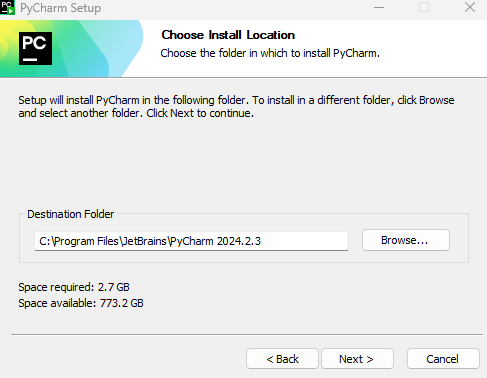 PyCharm Setup
PC
Choose Install Location
Choose the folder in which to install PyCharm.
Setup will install PyCharm in the following folder. To install in a different folder, click Browse
and select another folder. Click Next to continue.
Destination Folder
C:\Program Files\JetBrains\PyCharm 2024.2.3
Browse...
Space required: 2.7 GB
Space available: 773.2 GB
< Back
Next >
Cancel